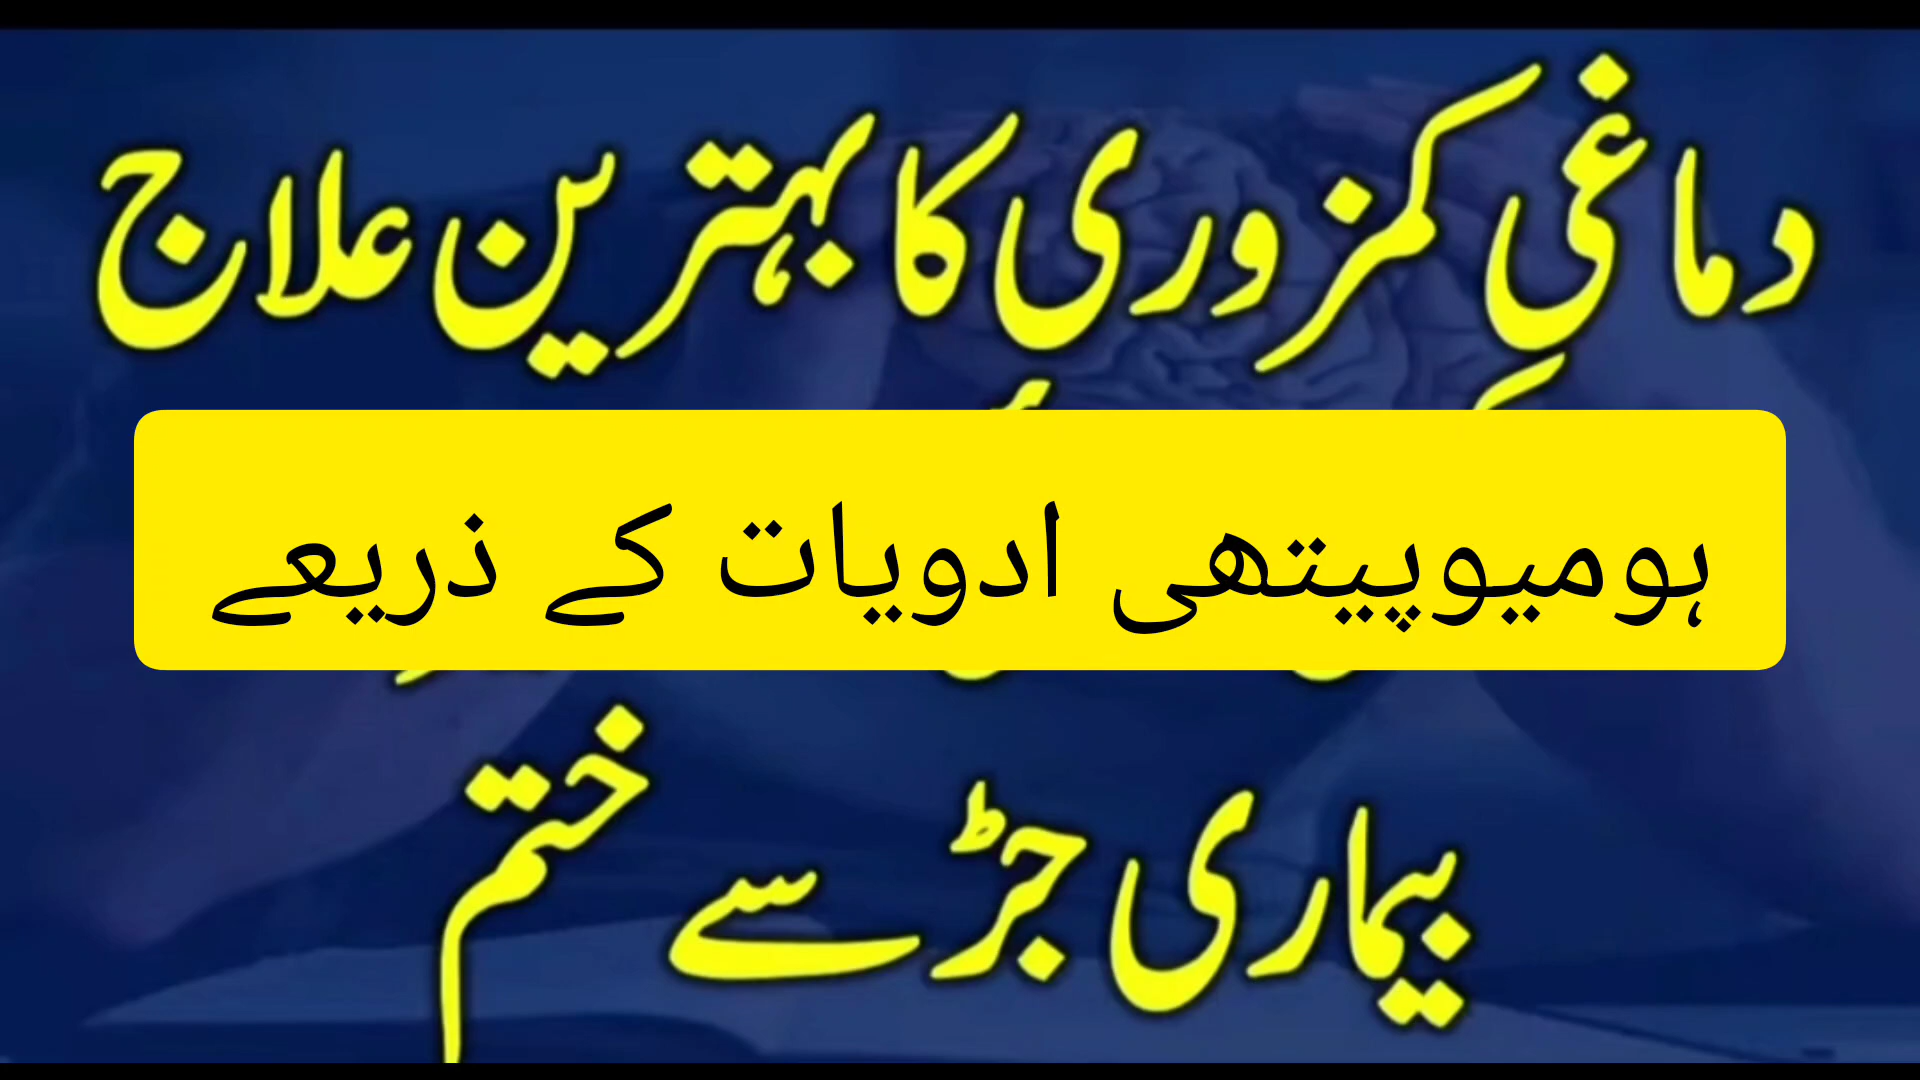 دماغی کمزوری کا بہترین علاج
ہومیوپیتھی ادویات کے ذریعے
بیماری جڑ سے ختم